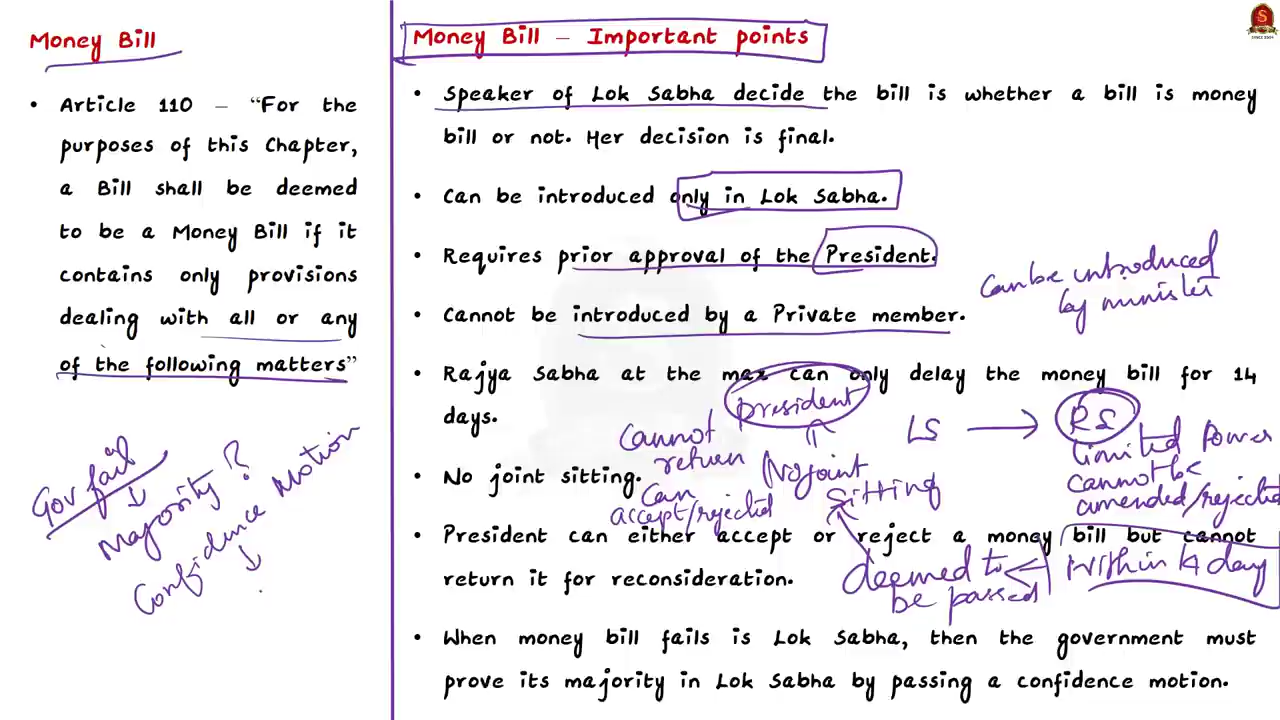 Money Bill
• Article 110 – “For the
purposes of this Chapter,
a Bill shall be deemed
to be a Money Bill if it
contains only provisions
dealing with all or any
of the following matters”
Gov fail
Majority?
Confidence Motion
Money Bill – Important points
• Speaker of Lok Sabha decide the bill is whether a bill is money
bill or not. Her decision is final.
• Can be introduced only in Lok Sabha.
• Requires prior approval of the President.
• Cannot be introduced by a Private member.
can be introduced
by minister
• Rajya Sabha at the max can only delay the money bill for 14
days.
president
cannot
return
can
accept/rejected
LS
RS
limited power
cannot be
amended/rejected
No joint
sitting
• No joint sitting.
• President can either accept or reject a money bill but cannot
return it for reconsideration.
within 14 day
deemed to
be passed
• When money bill fails is Lok Sabha, then the government must
prove its majority in Lok Sabha by passing a confidence motion.